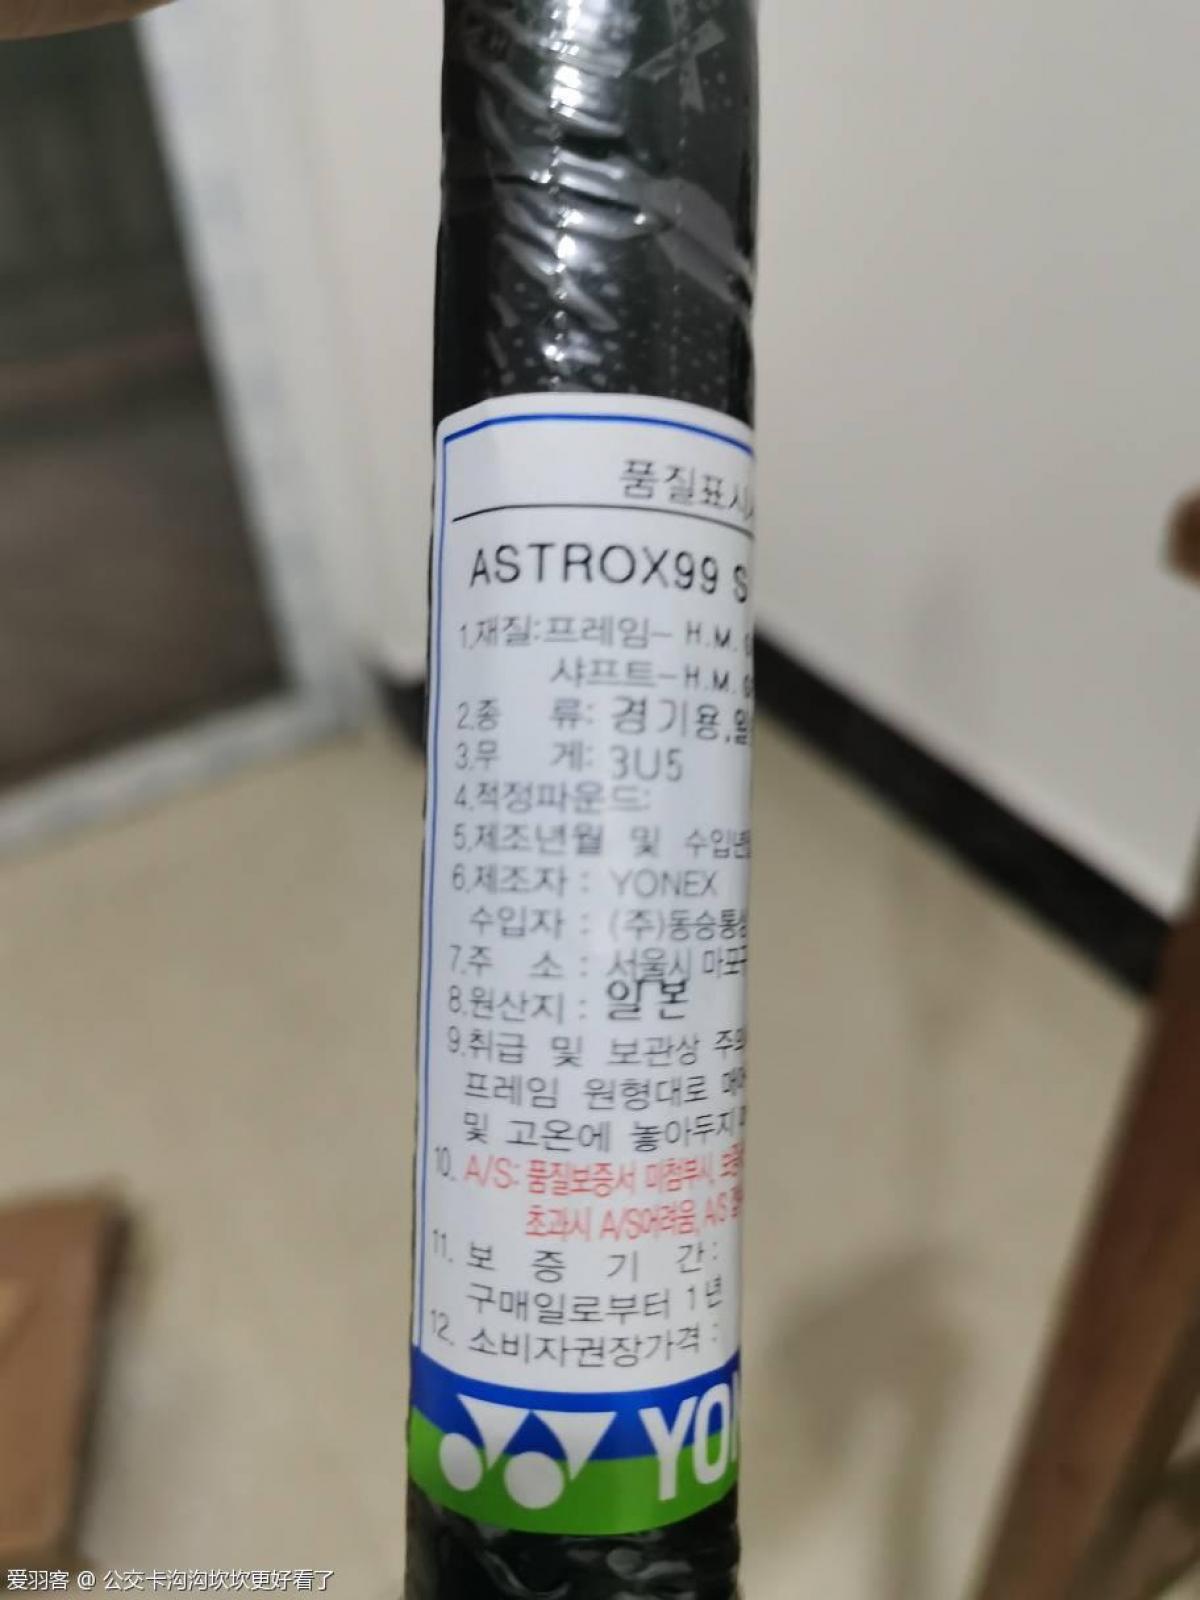 품질표시
ASTROX99 S
1.재질:프레임- H.M.
샤프트-H.M.
2.종 류: 경기용,
3.무 게: 3U5
4.적정파운드:
5.제조년월 및 수입년
6.제조자 : YONEX
수입자 : (주)동승통상
7.주 소 : 서울시 마포구
8.원산지 : 일본
9.취급 및 보관상
프레임 원형대로
및 고온에 놓아두지
10. A/S: 품질보증서 미첨부시,
초과시 A/S어려움, A/S
11. 보 증 기 간 :
구매일로부터 1년
12. 소비자권장가격 :
YON
爱羽客 @ 公交卡沟沟坎坎更好看了